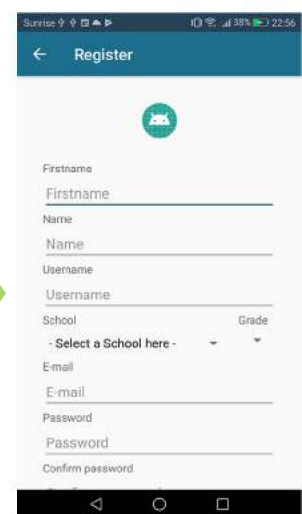 Sunrise 38% 22:56
Register
Firstname
Firstname
Name
Name
Username
Username
School Grade
- Select a School here -
E-mail
E-mail
Password
Password
Confirm password